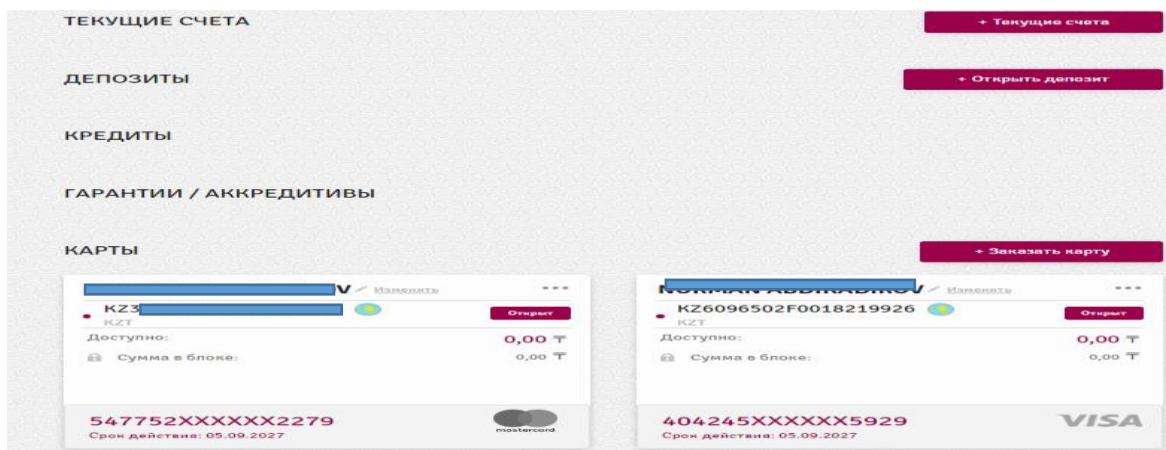 ТЕКУЩИЕ СЧЕТА
+ Текущие счета
ДЕПОЗИТЫ
+ Открыть депозит
КРЕДИТЫ
ГАРАНТИИ / АККРЕДИТИВЫ
КАРТЫ
+ Заказать карту
V Изменить
KZ3
Открыт
KZT
Доступно: 0,00 ₸
Сумма в блоке: 0,00 ₸
547752XXXXXX2279
mastercard
Срок действия: 05.09.2027
V Изменить
KZ6096502F0018219926
Открыт
KZT
Доступно: 0,00 ₸
Сумма в блоке: 0,00 ₸
404245XXXXXX5929
VISA
Срок действия: 05.09.2027